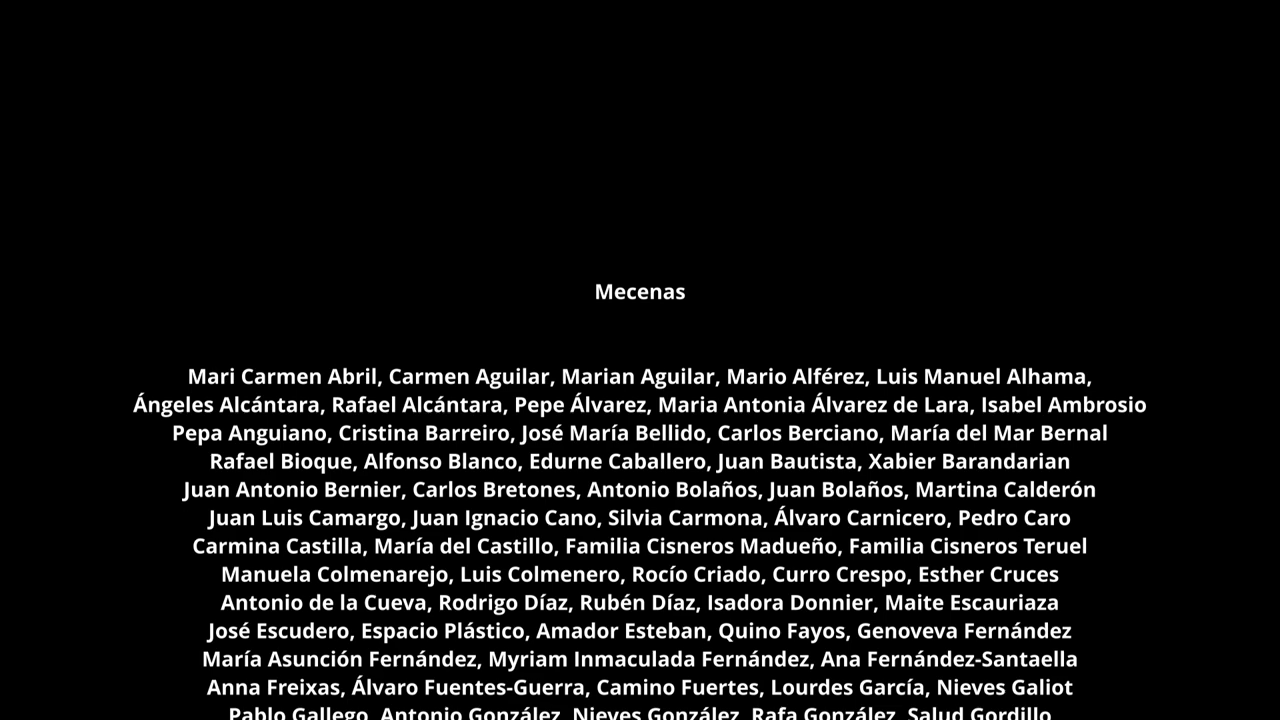 Mecenas
Mari Carmen Abril, Carmen Aguilar, Marian Aguilar, Mario Alférez, Luis Manuel Alhama,
Ángeles Alcántara, Rafael Alcántara, Pepe Álvarez, Maria Antonia Álvarez de Lara, Isabel Ambrosio
Pepa Anguiano, Cristina Barreiro, José María Bellido, Carlos Berciano, María del Mar Bernal
Rafael Bioque, Alfonso Blanco, Edurne Caballero, Juan Bautista, Xabier Barandarian
Juan Antonio Bernier, Carlos Bretones, Antonio Bolaños, Juan Bolaños, Martina Calderón
Juan Luis Camargo, Juan Ignacio Cano, Silvia Carmona, Álvaro Carnicero, Pedro Caro
Carmina Castilla, María del Castillo, Familia Cisneros Madueño, Familia Cisneros Teruel
Manuela Colmenarejo, Luis Colmenero, Rocío Criado, Curro Crespo, Esther Cruces
Antonio de la Cueva, Rodrigo Díaz, Rubén Díaz, Isadora Donnier, Maite Escauriaza
José Escudero, Espacio Plástico, Amador Esteban, Quino Fayos, Genoveva Fernández
María Asunción Fernández, Myriam Inmaculada Fernández, Ana Fernández-Santaella
Anna Freixas, Álvaro Fuentes-Guerra, Camino Fuertes, Lourdes García, Nieves Galiot
Pablo Gallego, Antonio González, Nieves González, Rafa González, Salud Gordillo